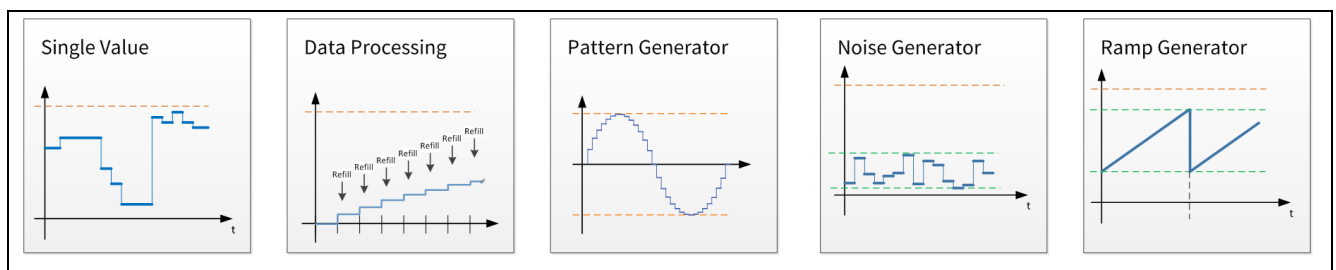 Single Value
t
Data Processing
Refill
Refill
Refill
Refill
Refill
Refill
Refill
Pattern Generator
Noise Generator
t
Ramp Generator
t